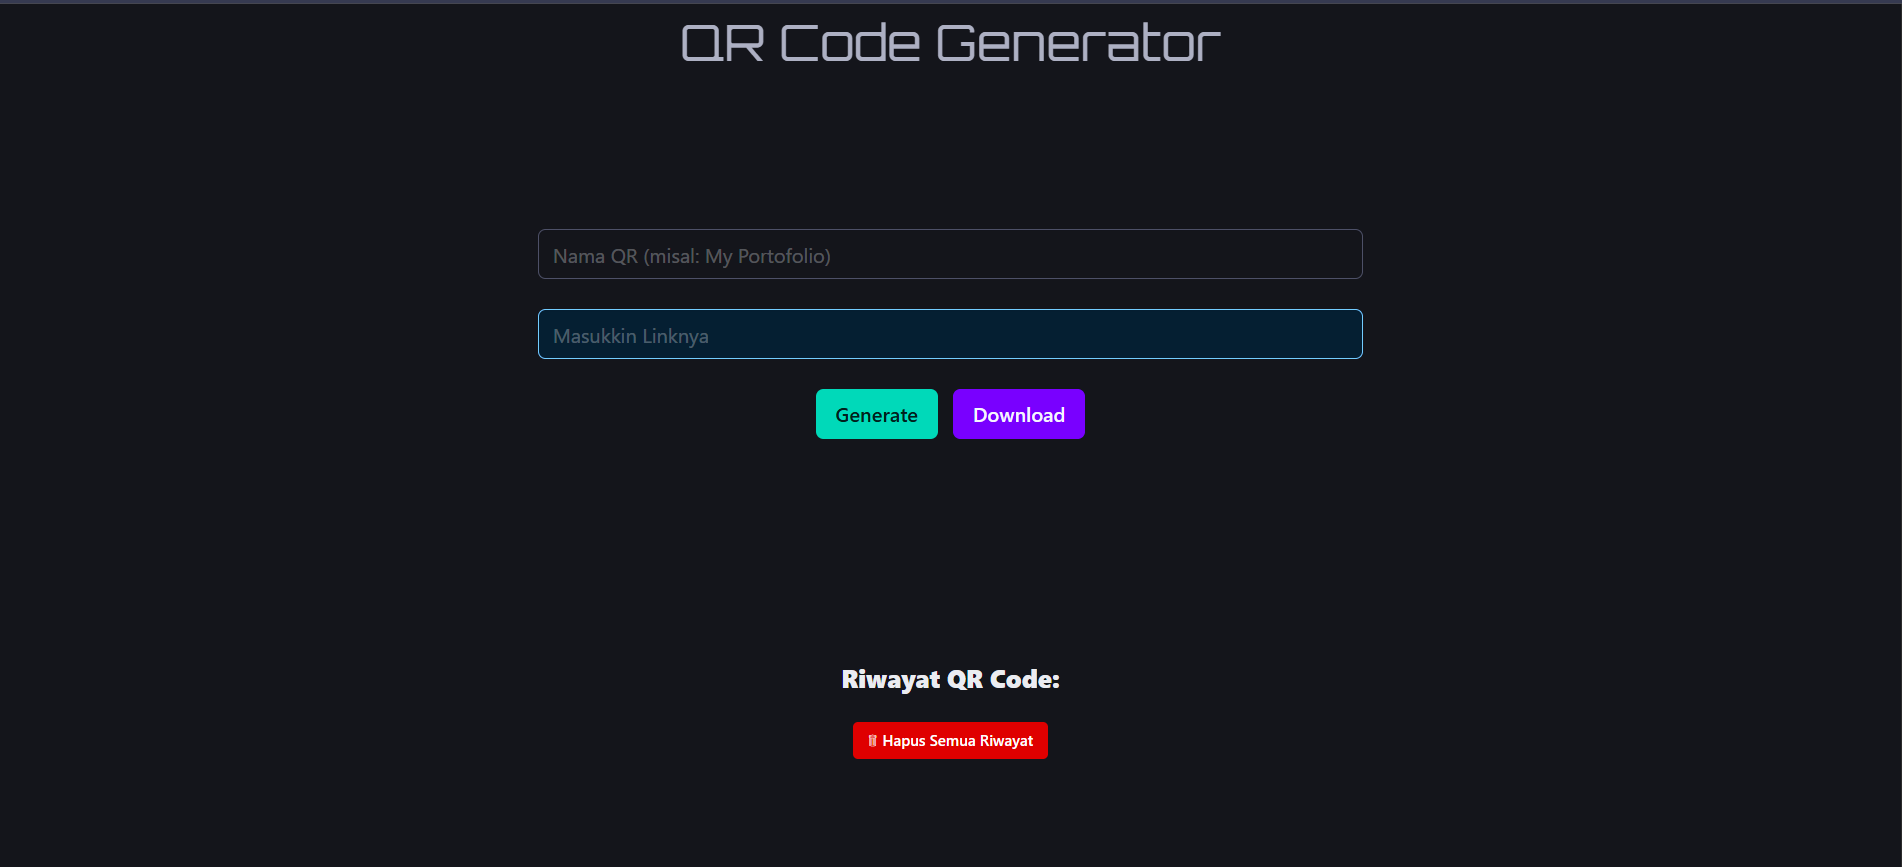 QR Code Generator
Nama QR (misal: My Portofolio)
Masukkin Linknya
Generate Download
Riwayat QR Code:
Hapus Semua Riwayat